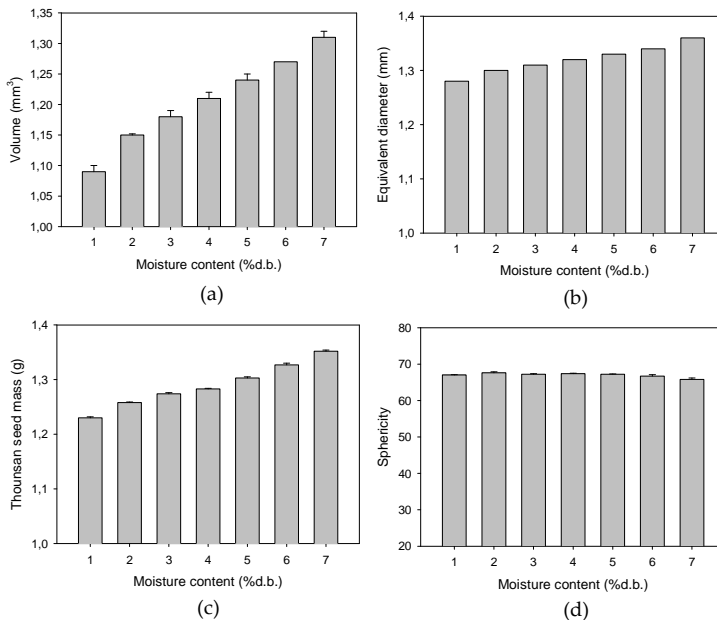 1,35
1,30
1,25
1,20
1,15
1,10
1,05
1,00
Volume (mm³)
1 2 3 4 5 6 7
Moisture content (%d.b.)
(a)
1,4
1,3
1,2
1,1
1,0
Equivalent diameter (mm)
1 2 3 4 5 6 7
Moisture content (%d.b.)
(b)
1,4
1,3
1,2
1,1
1,0
Thounsan seed mass (g)
1 2 3 4 5 6 7
Moisture content (%d.b.)
(c)
80
70
60
50
40
30
20
Sphericity
1 2 3 4 5 6 7
Moisture content (%d.b.)
(d)